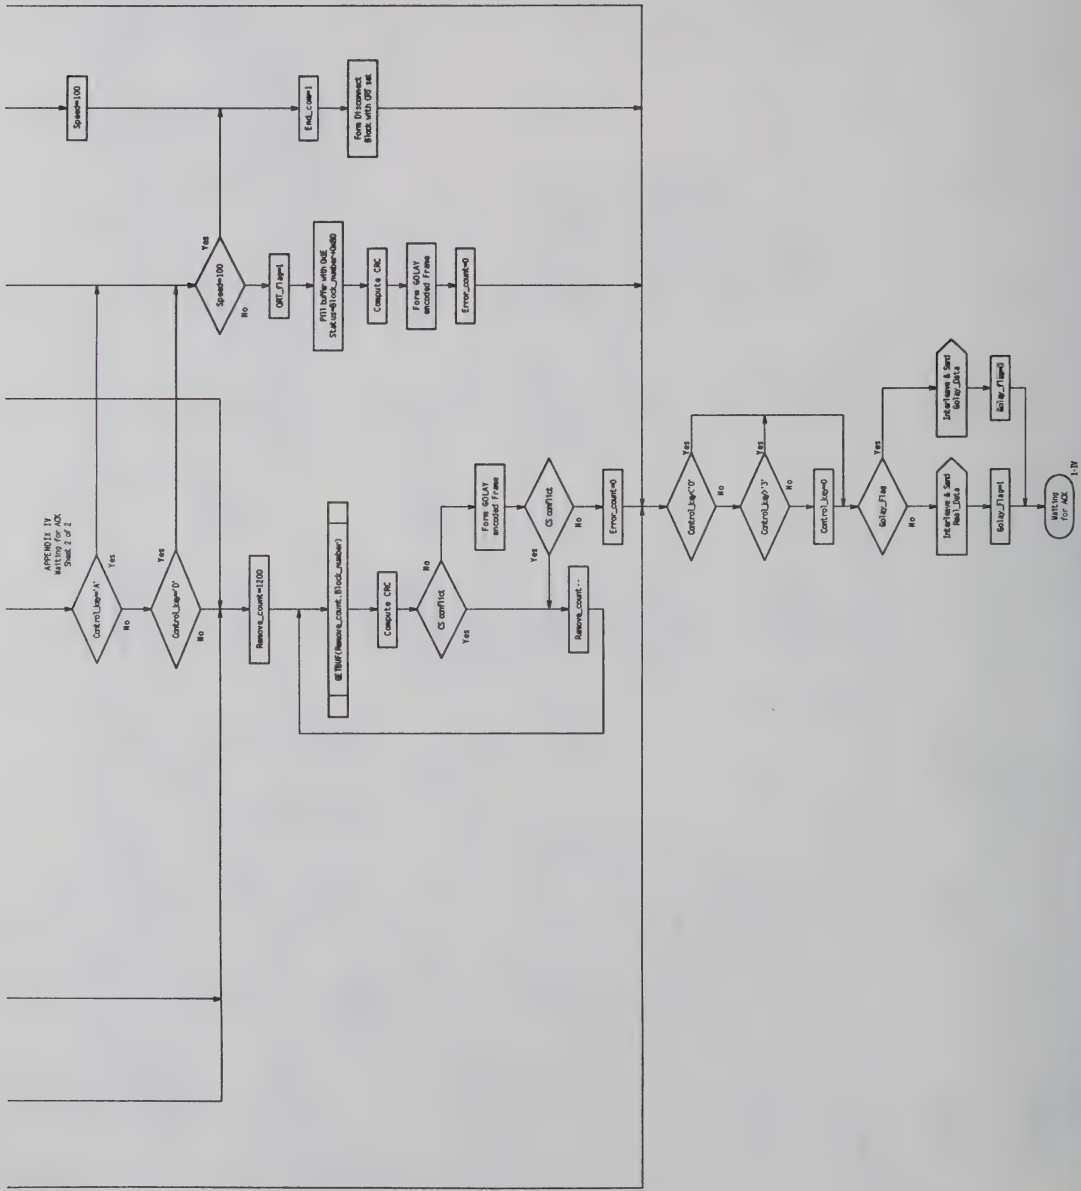 APPENDIX IV
Waiting for ACK
Sheet 2 of 2
Speed=100
End_com=1
Form Disconnect
Block with QRT set
Speed=100
Yes
No
QRT_flag=1
Fill buffer with 0x1E
Status=Block_number+0x80
Compute CRC
Form GOLAY
encoded Frame
Error_count=0
Control_key='A'
Yes
No
Control_key='D'
Yes
No
Remove_count=1200
GETBUF(Remove_count,Block_number)
Compute CRC
CS conflict
No
Yes
Form GOLAY
encoded Frame
CS conflict
Yes
No
Remove_count--
Error_count=0
Control_key<'0'
Yes
No
Control_key>'3'
Yes
No
Control_key=0
Golay_Flag
Yes
No
Interleave & Send
Golay_Data
Golay_flag=0
Interleave & Send
Real_Data
Golay_flag=1
Waiting
for ACK
1-IV